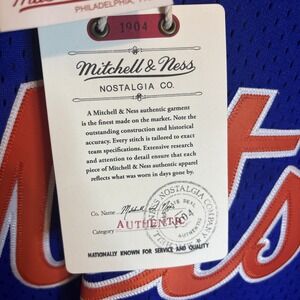 PHILADELPHIA, PA
1904
Mitchell & Ness
NOSTALGIA CO.
A Mitchell & Ness authentic garment
is the finest made on the market. Note the
outstanding construction and historical
accuracy. Every stitch is tailored to exact
team specifications. Extensive research
and attention to detail ensure that each
piece of Mitchell & Ness authentic apparel
reflects what was worn in days gone by.
Co. Name
Category AUTHENTIC
NOSTALGIA COMPANY
1904
AUTHENTIC
NATIONALLY KNOWN FOR SERVICE AND QUALITY
ets